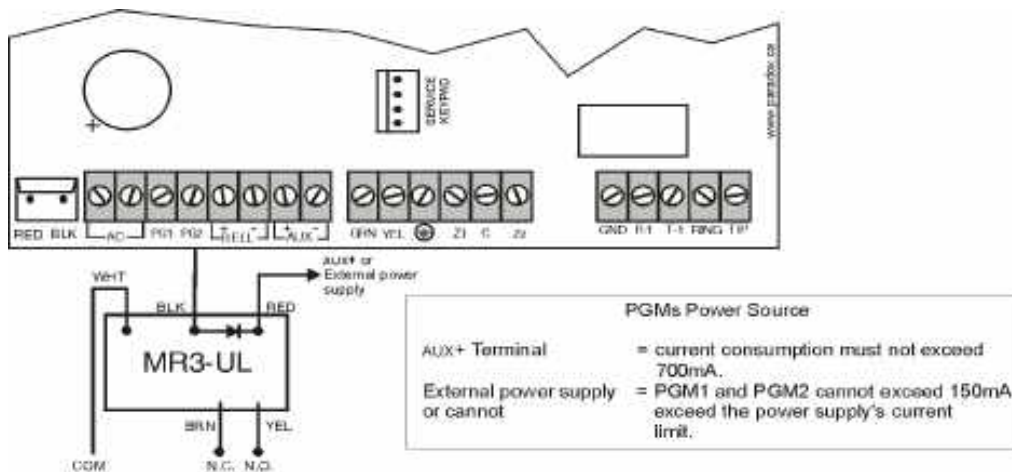 SERVICE
KEYPAD
www.paradox.ca
+
RED BLK AC PG1 PG2 + BELL - + AUX - GRN YEL Z1 C Z2 GND R-1 T-1 RING TIP
AUX+ or
External power
supply
WHT
BLK
RED
MR3-UL
BRN
YEL
COM
N.C. N.O.
PGMs Power Source
AUX+ Terminal = current consumption must not exceed
700mA.
External power supply = PGM1 and PGM2 cannot exceed 150mA
or cannot exceed the power supply's current
limit.